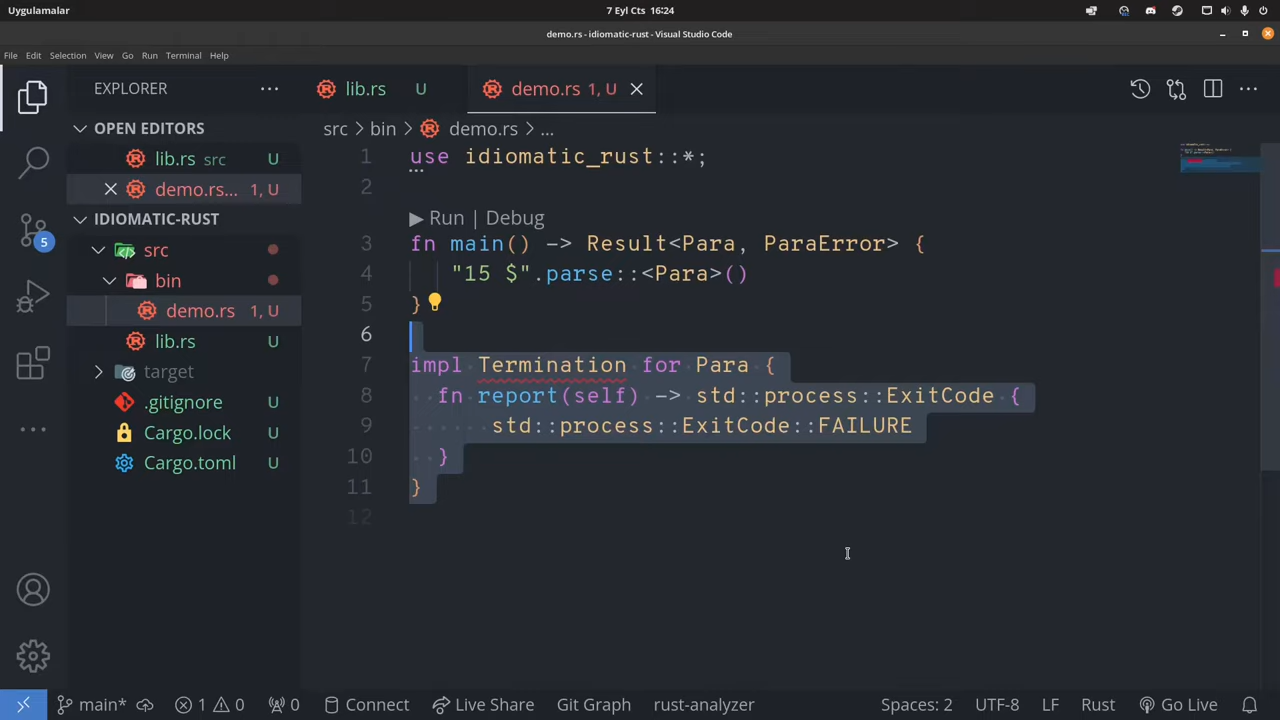 Uygulamalar
7 Eyl Cts 16:24
demo.rs - idiomatic-rust - Visual Studio Code
File Edit Selection View Go Run Terminal Help
EXPLORER
OPEN EDITORS
lib.rs src U
demo.rs... 1, U
IDIOMATIC-RUST
src
bin
demo.rs 1, U
lib.rs U
target
.gitignore U
Cargo.lock U
Cargo.toml U
5
lib.rs U
demo.rs 1, U
src > bin > demo.rs > ...
1 use idiomatic_rust::*;
2
Run | Debug
3 fn main() -> Result<Para, ParaError> {
4 "15 $".parse::<Para>()
5 }
6
7 impl Termination for Para {
8 fn report(self) -> std::process::ExitCode {
9 std::process::ExitCode::FAILURE
10 }
11 }
12
main* 1 0 0 Connect Live Share Git Graph rust-analyzer Spaces: 2 UTF-8 LF Rust Go Live